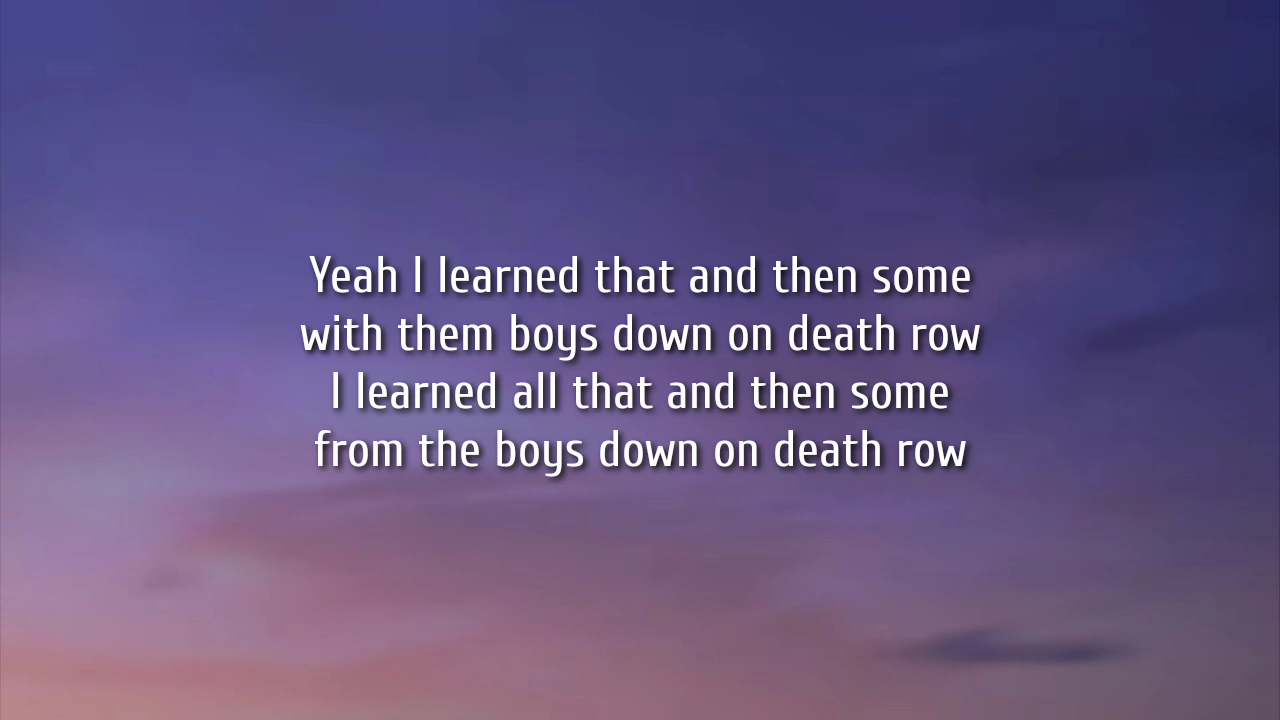 Yeah I learned that and then some
with them boys down on death row
I learned all that and then some
from the boys down on death row